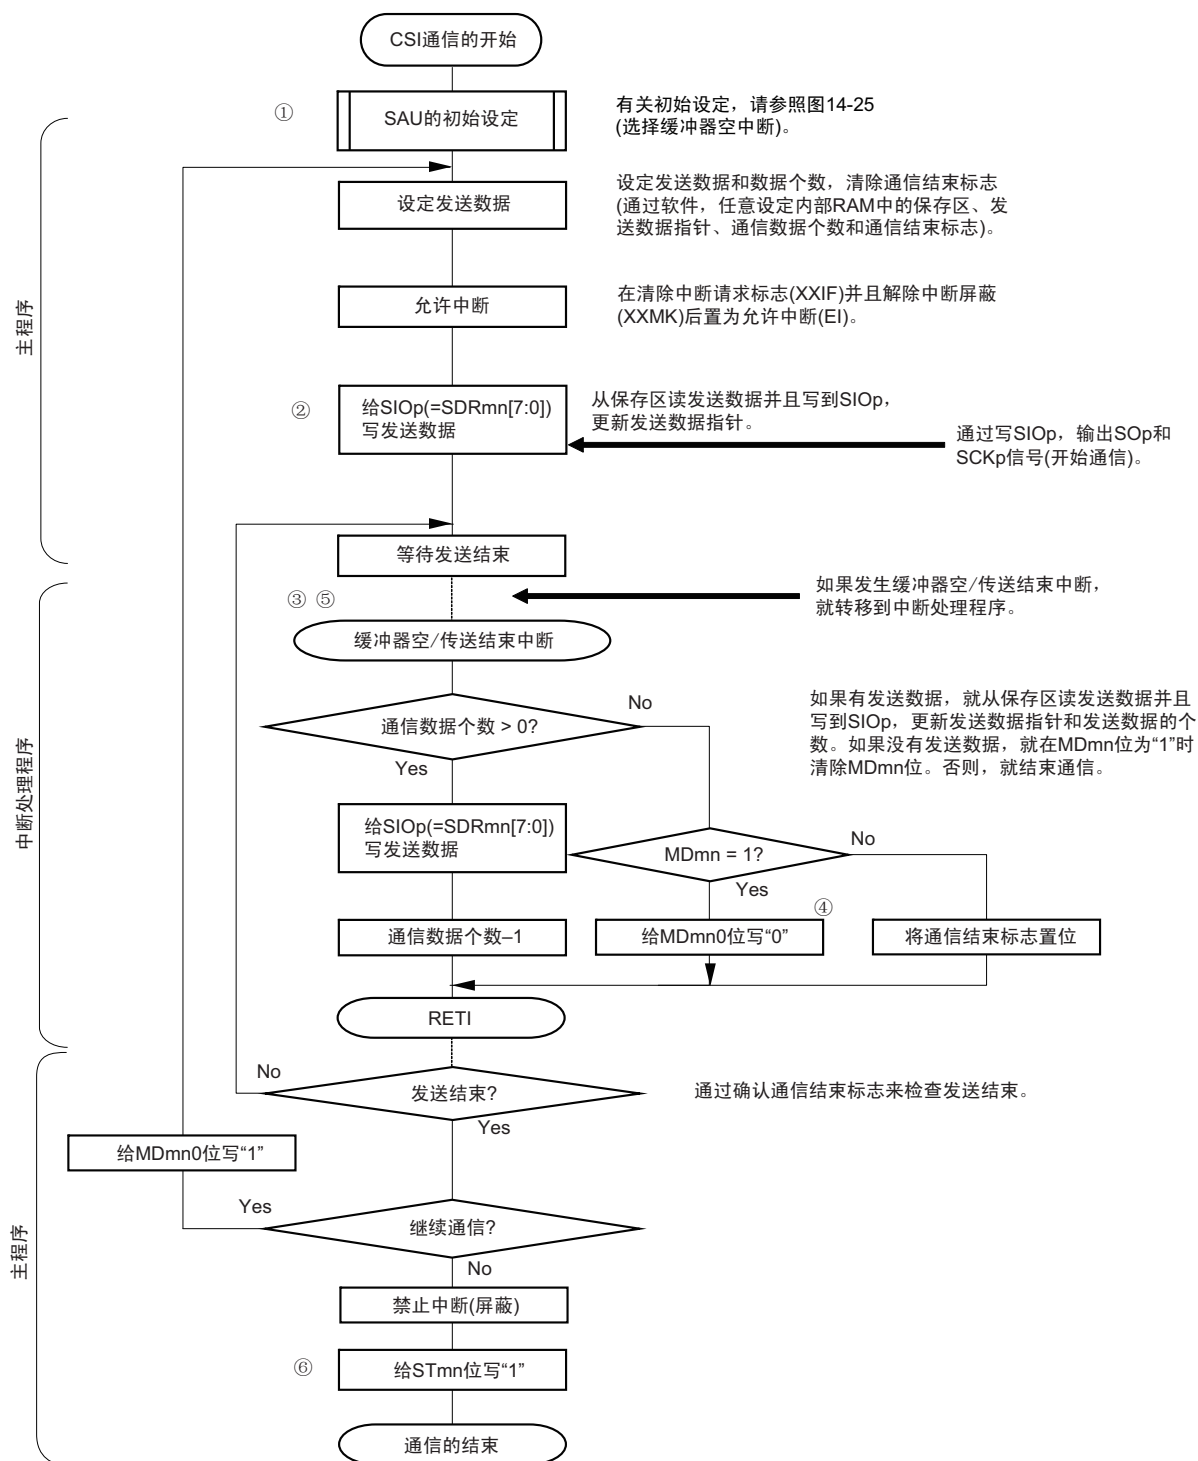 CSI通信的开始
①
SAU的初始设定
有关初始设定，请参照图14-25
(选择缓冲器空中断)。
设定发送数据
设定发送数据和数据个数，清除通信结束标志
(通过软件，任意设定内部RAM中的保存区、发
送数据指针、通信数据个数和通信结束标志)。
主程序
允许中断
在清除中断请求标志(XXIF)并且解除中断屏蔽
(XXMK)后置为允许中断(EI)。
②
给SIOp(=SDRmn[7:0])
写发送数据
从保存区读发送数据并且写到SIOp，
更新发送数据指针。
通过写SIOp，输出SOp和
SCKp信号(开始通信)。
等待发送结束
③ ⑤
如果发生缓冲器空/传送结束中断，
就转移到中断处理程序。
缓冲器空/传送结束中断
中断处理程序
通信数据个数 > 0?
No
Yes
如果有发送数据，就从保存区读发送数据并且
写到SIOp，更新发送数据指针和发送数据的个
数。如果没有发送数据，就在MDmn位为“1”时
清除MDmn位。否则，就结束通信。
给SIOp(=SDRmn[7:0])
写发送数据
MDmn = 1?
No
Yes
④
通信数据个数–1
给MDmn0位写“0”
将通信结束标志置位
RETI
No
发送结束?
Yes
通过确认通信结束标志来检查发送结束。
给MDmn0位写“1”
主程序
Yes
继续通信?
No
禁止中断(屏蔽)
⑥
给STmn位写“1”
通信的结束